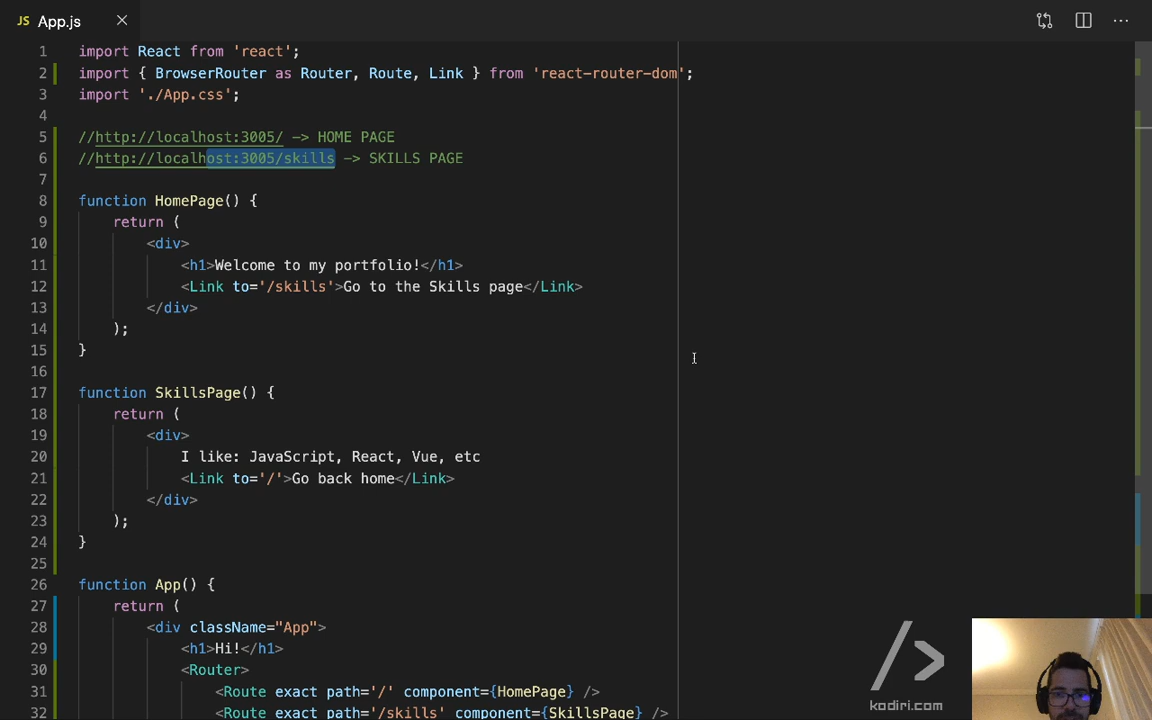 JS App.js
1 import React from 'react';
2 import { BrowserRouter as Router, Route, Link } from 'react-router-dom';
3 import './App.css';
4
5 //http://localhost:3005/ -> HOME PAGE
6 //http://localhost:3005/skills -> SKILLS PAGE
7
8 function HomePage() {
9 return (
10 <div>
11 <h1>Welcome to my portfolio!</h1>
12 <Link to='/skills'>Go to the Skills page</Link>
13 </div>
14 );
15 }
16
17 function SkillsPage() {
18 return (
19 <div>
20 I like: JavaScript, React, Vue, etc
21 <Link to='/'>Go back home</Link>
22 </div>
23 );
24 }
25
26 function App() {
27 return (
28 <div className="App">
29 <h1>Hi!</h1>
30 <Router>
31 <Route exact path='/' component={HomePage} />
32 <Route exact path='/skills' component={SkillsPage} />
kodiri.com